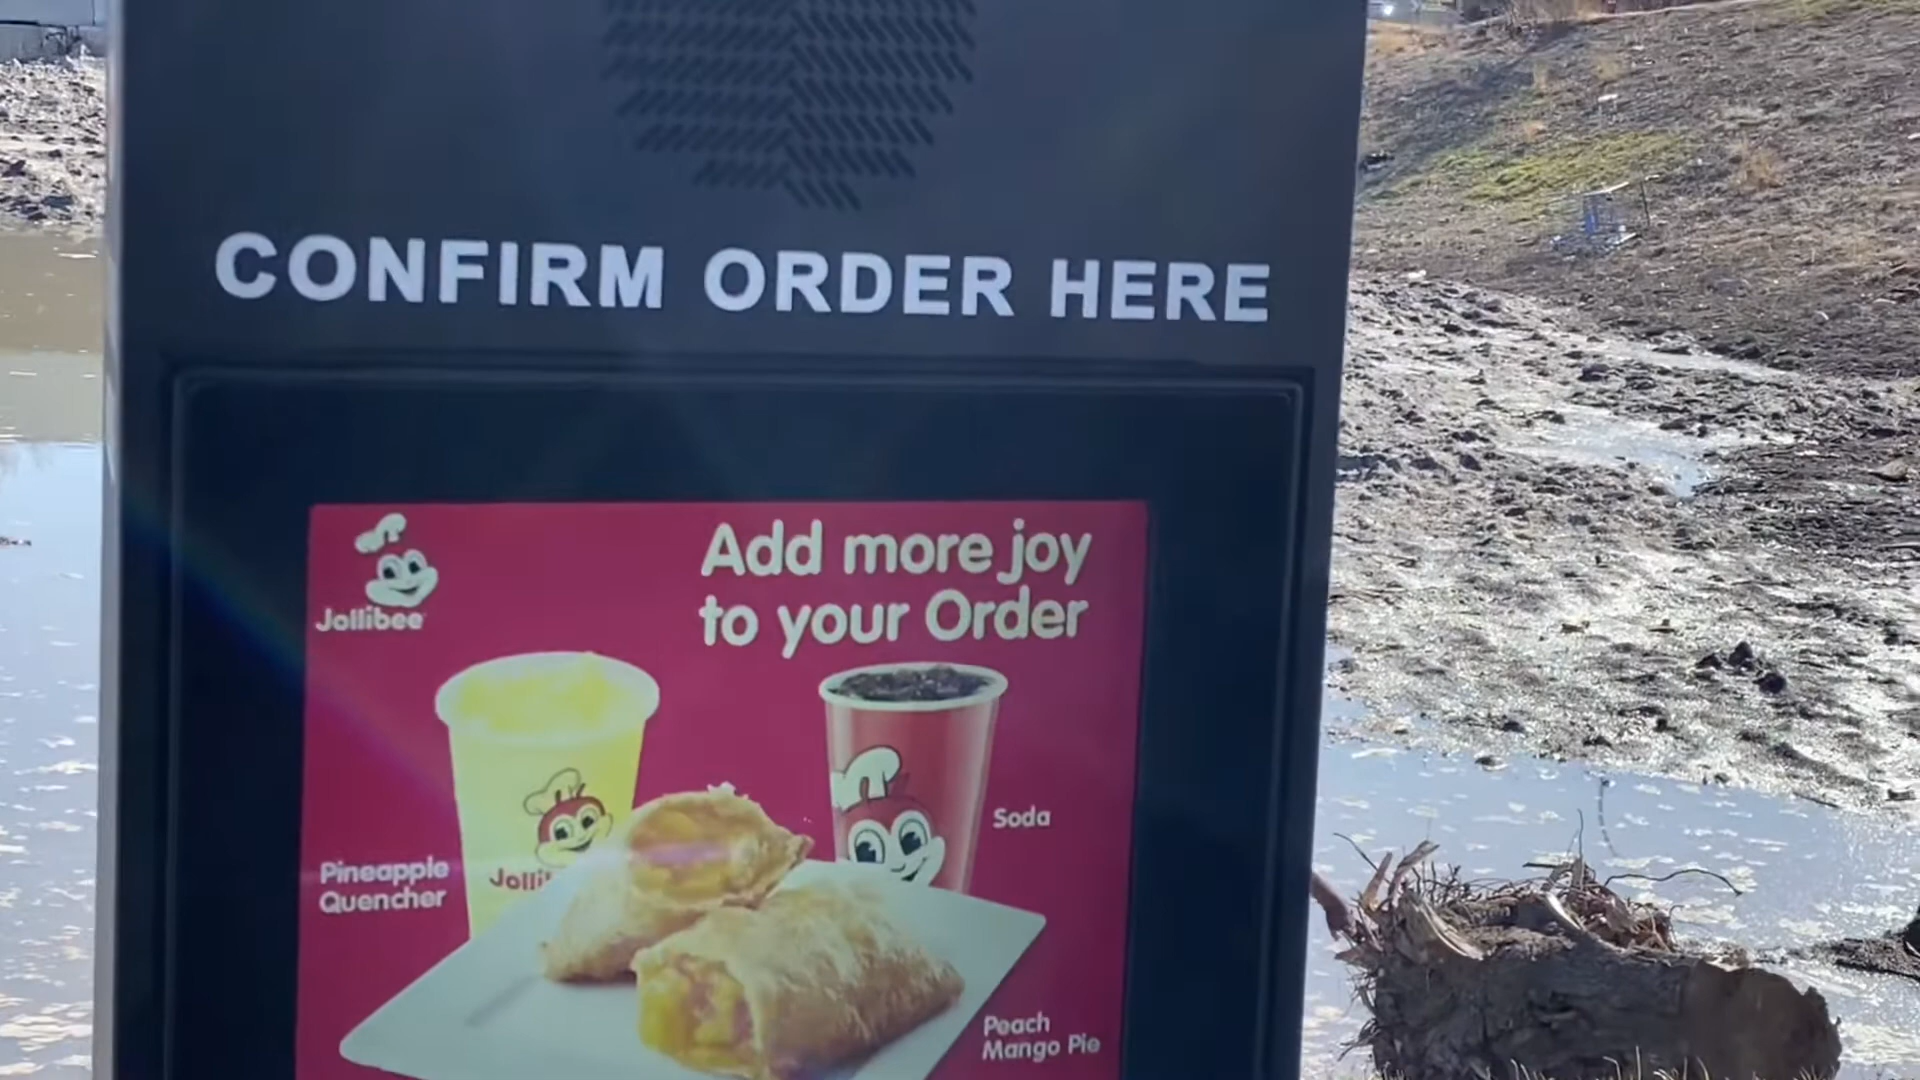 CONFIRM ORDER HERE
Jollibee
Add more joy
to your Order
Soda
Pineapple
Quencher
Peach
Mango Pie